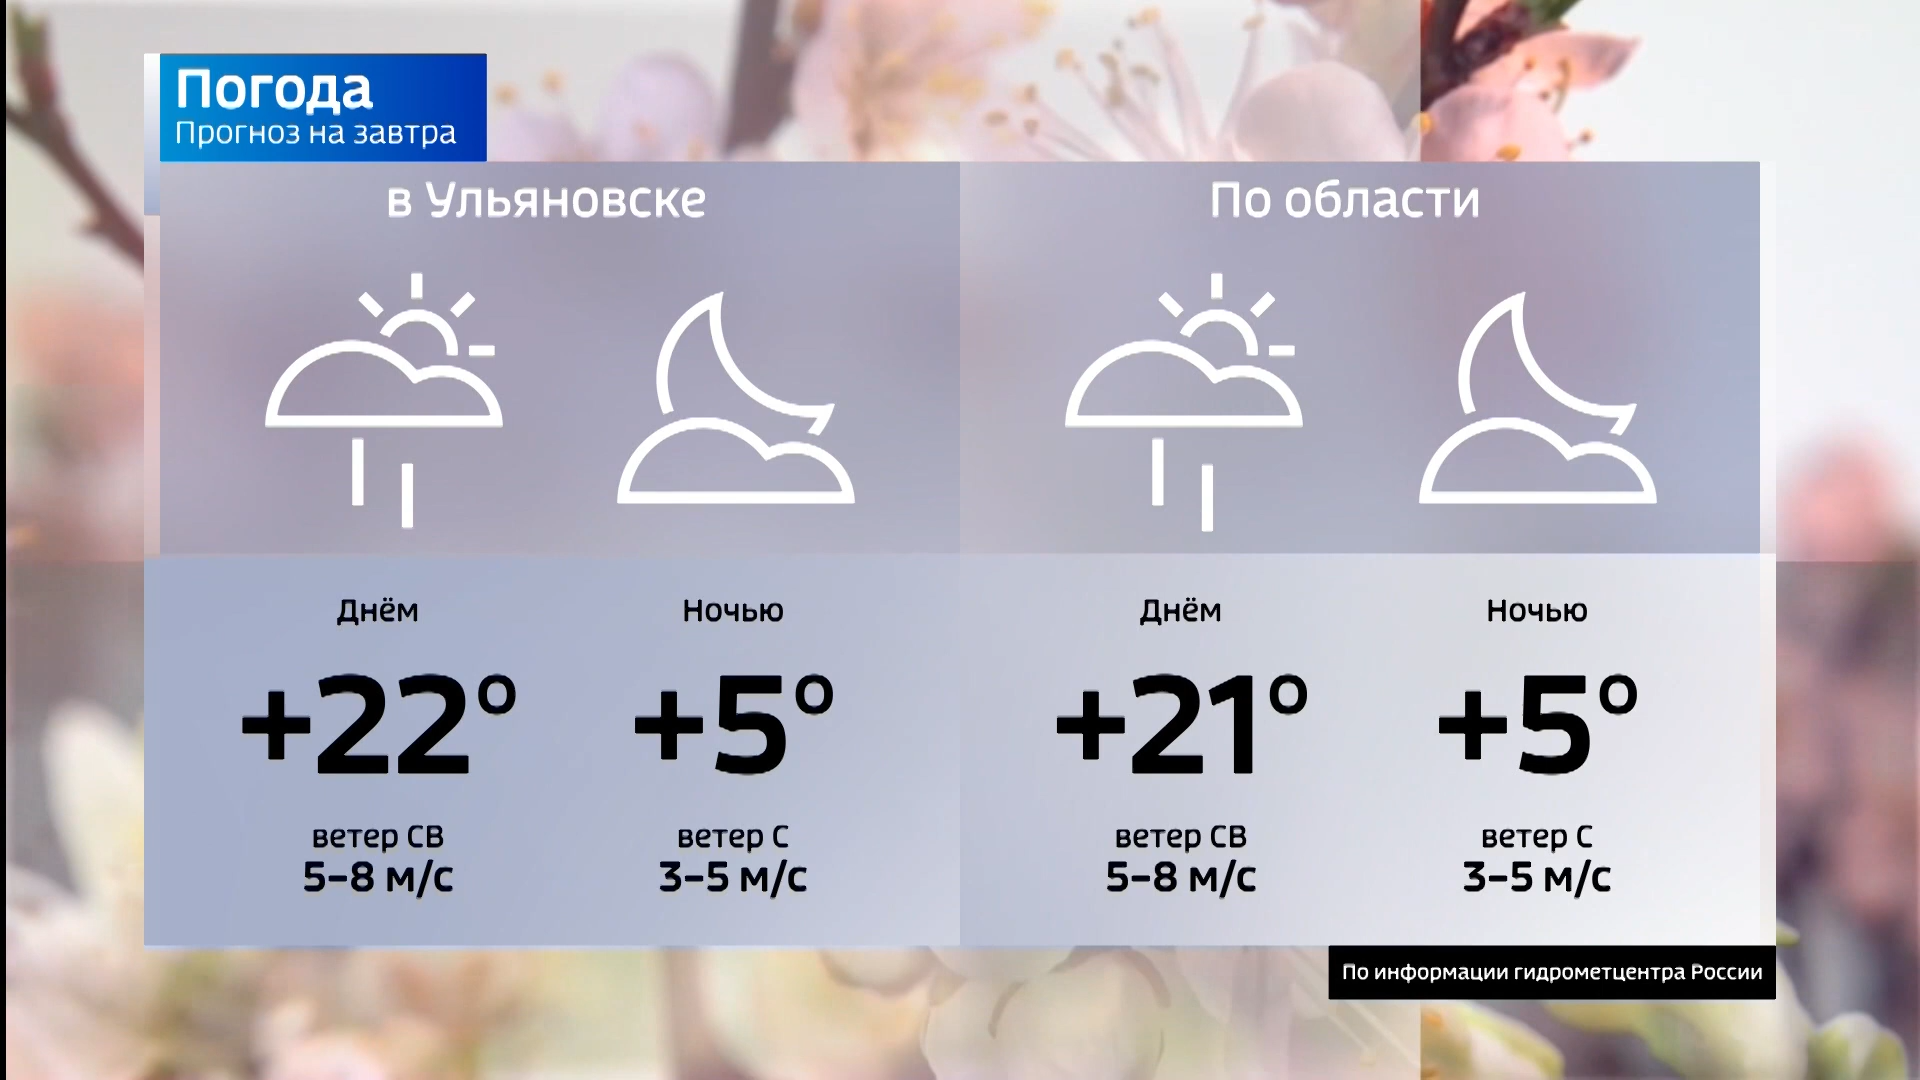 Погода
Прогноз на завтра
в Ульяновске
По области
Днём
Ночью
Днём
Ночью
+22°
+5°
+21°
+5°
ветер СВ
ветер С
ветер СВ
ветер С
5-8 м/с
3-5 м/с
5-8 м/с
3-5 м/с
По информации гидрометцентра России